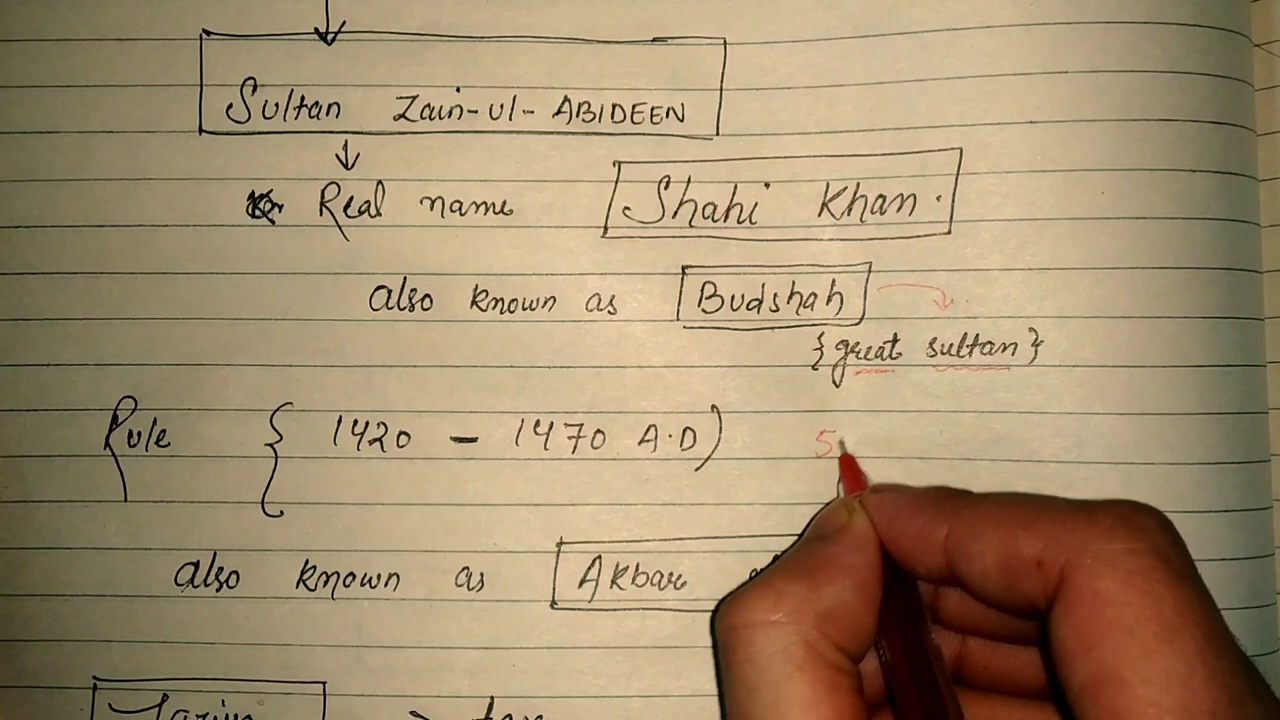 Sultan Zain-ul-ABIDEEN
Real name Shahi Khan.
also known as Budshah
{great sultan}
Rule { 1420 - 1470 A.D) 5
also known as Akbar